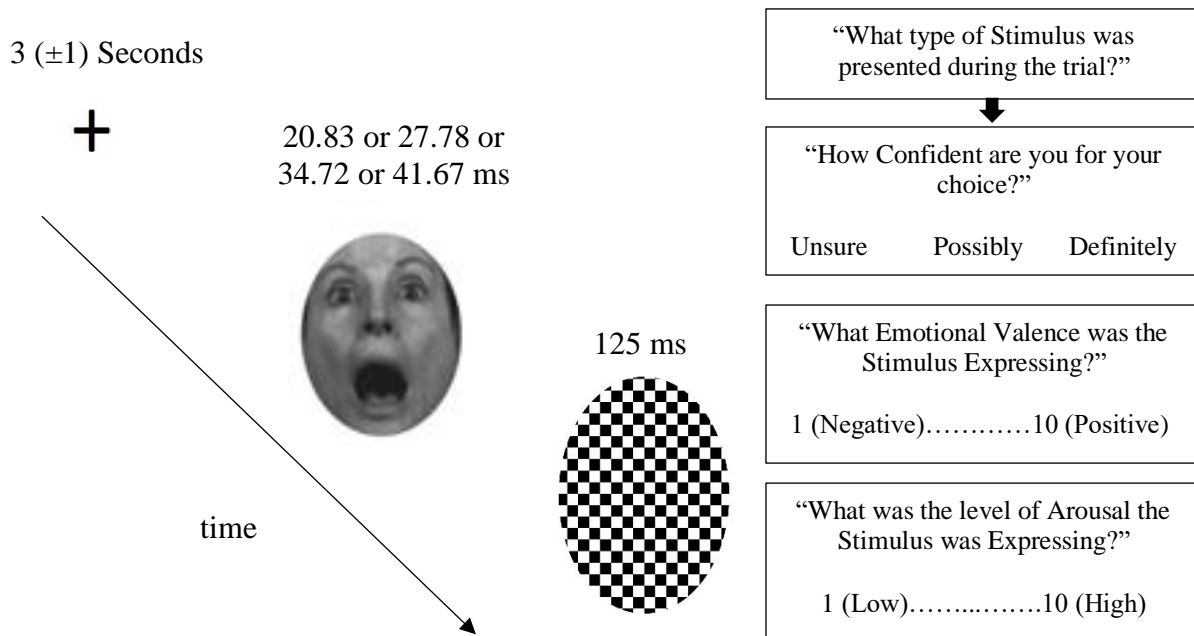 3 (±1) Seconds
20.83 or 27.78 or
34.72 or 41.67 ms
125 ms
time
“What type of Stimulus was
presented during the trial?”
“How Confident are you for your
choice?”
Unsure Possibly Definitely
“What Emotional Valence was the
Stimulus Expressing?”
1 (Negative)…………10 (Positive)
“What was the level of Arousal the
Stimulus was Expressing?”
1 (Low)……...…….10 (High)